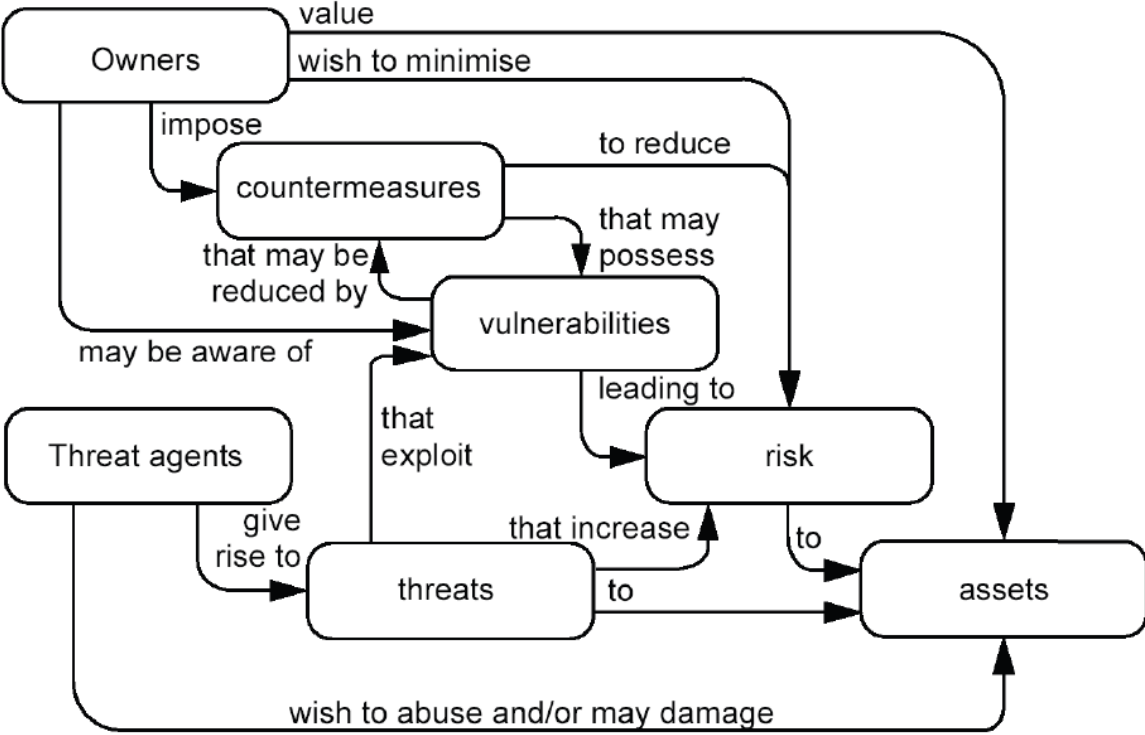 value
Owners
wish to minimise
impose
to reduce
countermeasures
that may
possess
that may be
reduced by
vulnerabilities
may be aware of
leading to
that
exploit
Threat agents
risk
give
rise to
that increase
to
threats
to
assets
wish to abuse and/or may damage